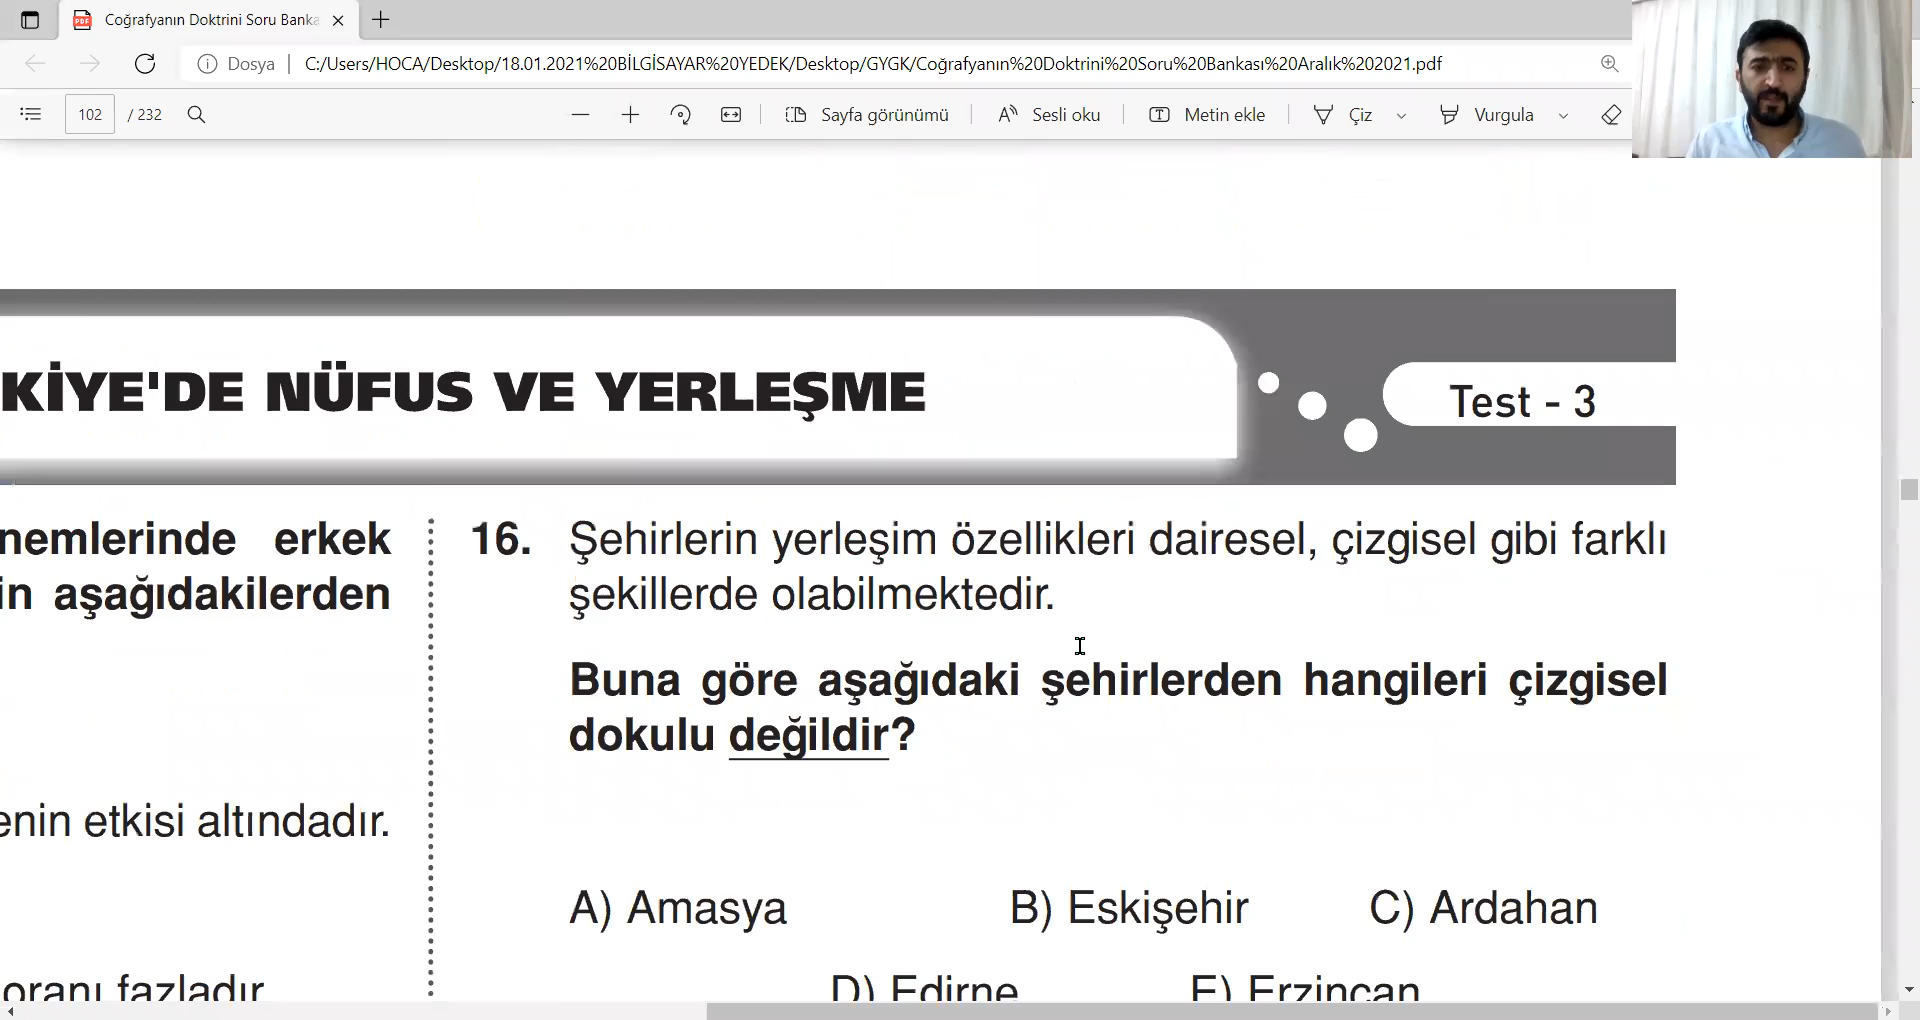 Coğrafyanın Doktrini Soru Banka
Dosya | C:/Users/HOCA/Desktop/18.01.2021%20BİLGİSAYAR%20YEDEK/Desktop/GYGK/Coğrafyanın%20Doktrini%20Soru%20Bankası%20Aralık%202021.pdf
102 / 232 Sayfa görünümü Sesli oku Metin ekle Çiz Vurgula
KİYE'DE NÜFUS VE YERLEŞME
Test - 3
nemlerinde erkek
in aşağıdakilerden
enin etkisi altındadır.
oranı fazladır
16. Şehirlerin yerleşim özellikleri dairesel, çizgisel gibi farklı
şekillerde olabilmektedir.
Buna göre aşağıdaki şehirlerden hangileri çizgisel
dokulu değildir?
A) Amasya B) Eskişehir C) Ardahan
D) Edirne E) Erzincan